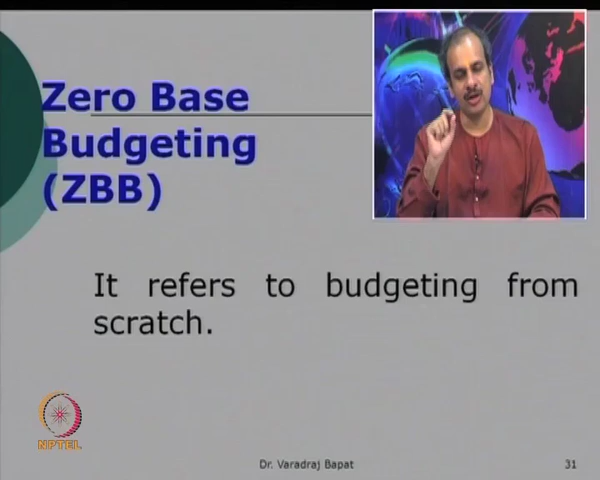 Zero Base
Budgeting
(ZBB)
It refers to budgeting from
scratch.
NPTEL
Dr. Varadraj Bapat
31